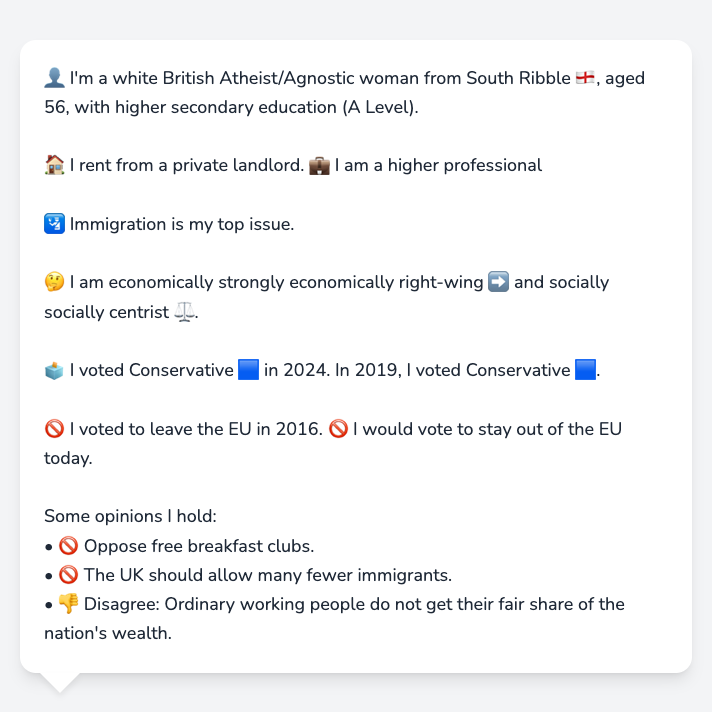 👤 I'm a white British Atheist/Agnostic woman from South Ribble 🏴󠁧󠁢󠁥󠁮󠁧󠁿, aged
56, with higher secondary education (A Level).
🏠 I rent from a private landlord. 💼 I am a higher professional
🛂 Immigration is my top issue.
🤔 I am economically strongly economically right-wing ➡️ and socially
socially centrist ⚖️.
🗳️ I voted Conservative 🟦 in 2024. In 2019, I voted Conservative 🟦.
🚫 I voted to leave the EU in 2016. 🚫 I would vote to stay out of the EU
today.
Some opinions I hold:
• 🚫 Oppose free breakfast clubs.
• 🚫 The UK should allow many fewer immigrants.
• 👎 Disagree: Ordinary working people do not get their fair share of the
nation's wealth.